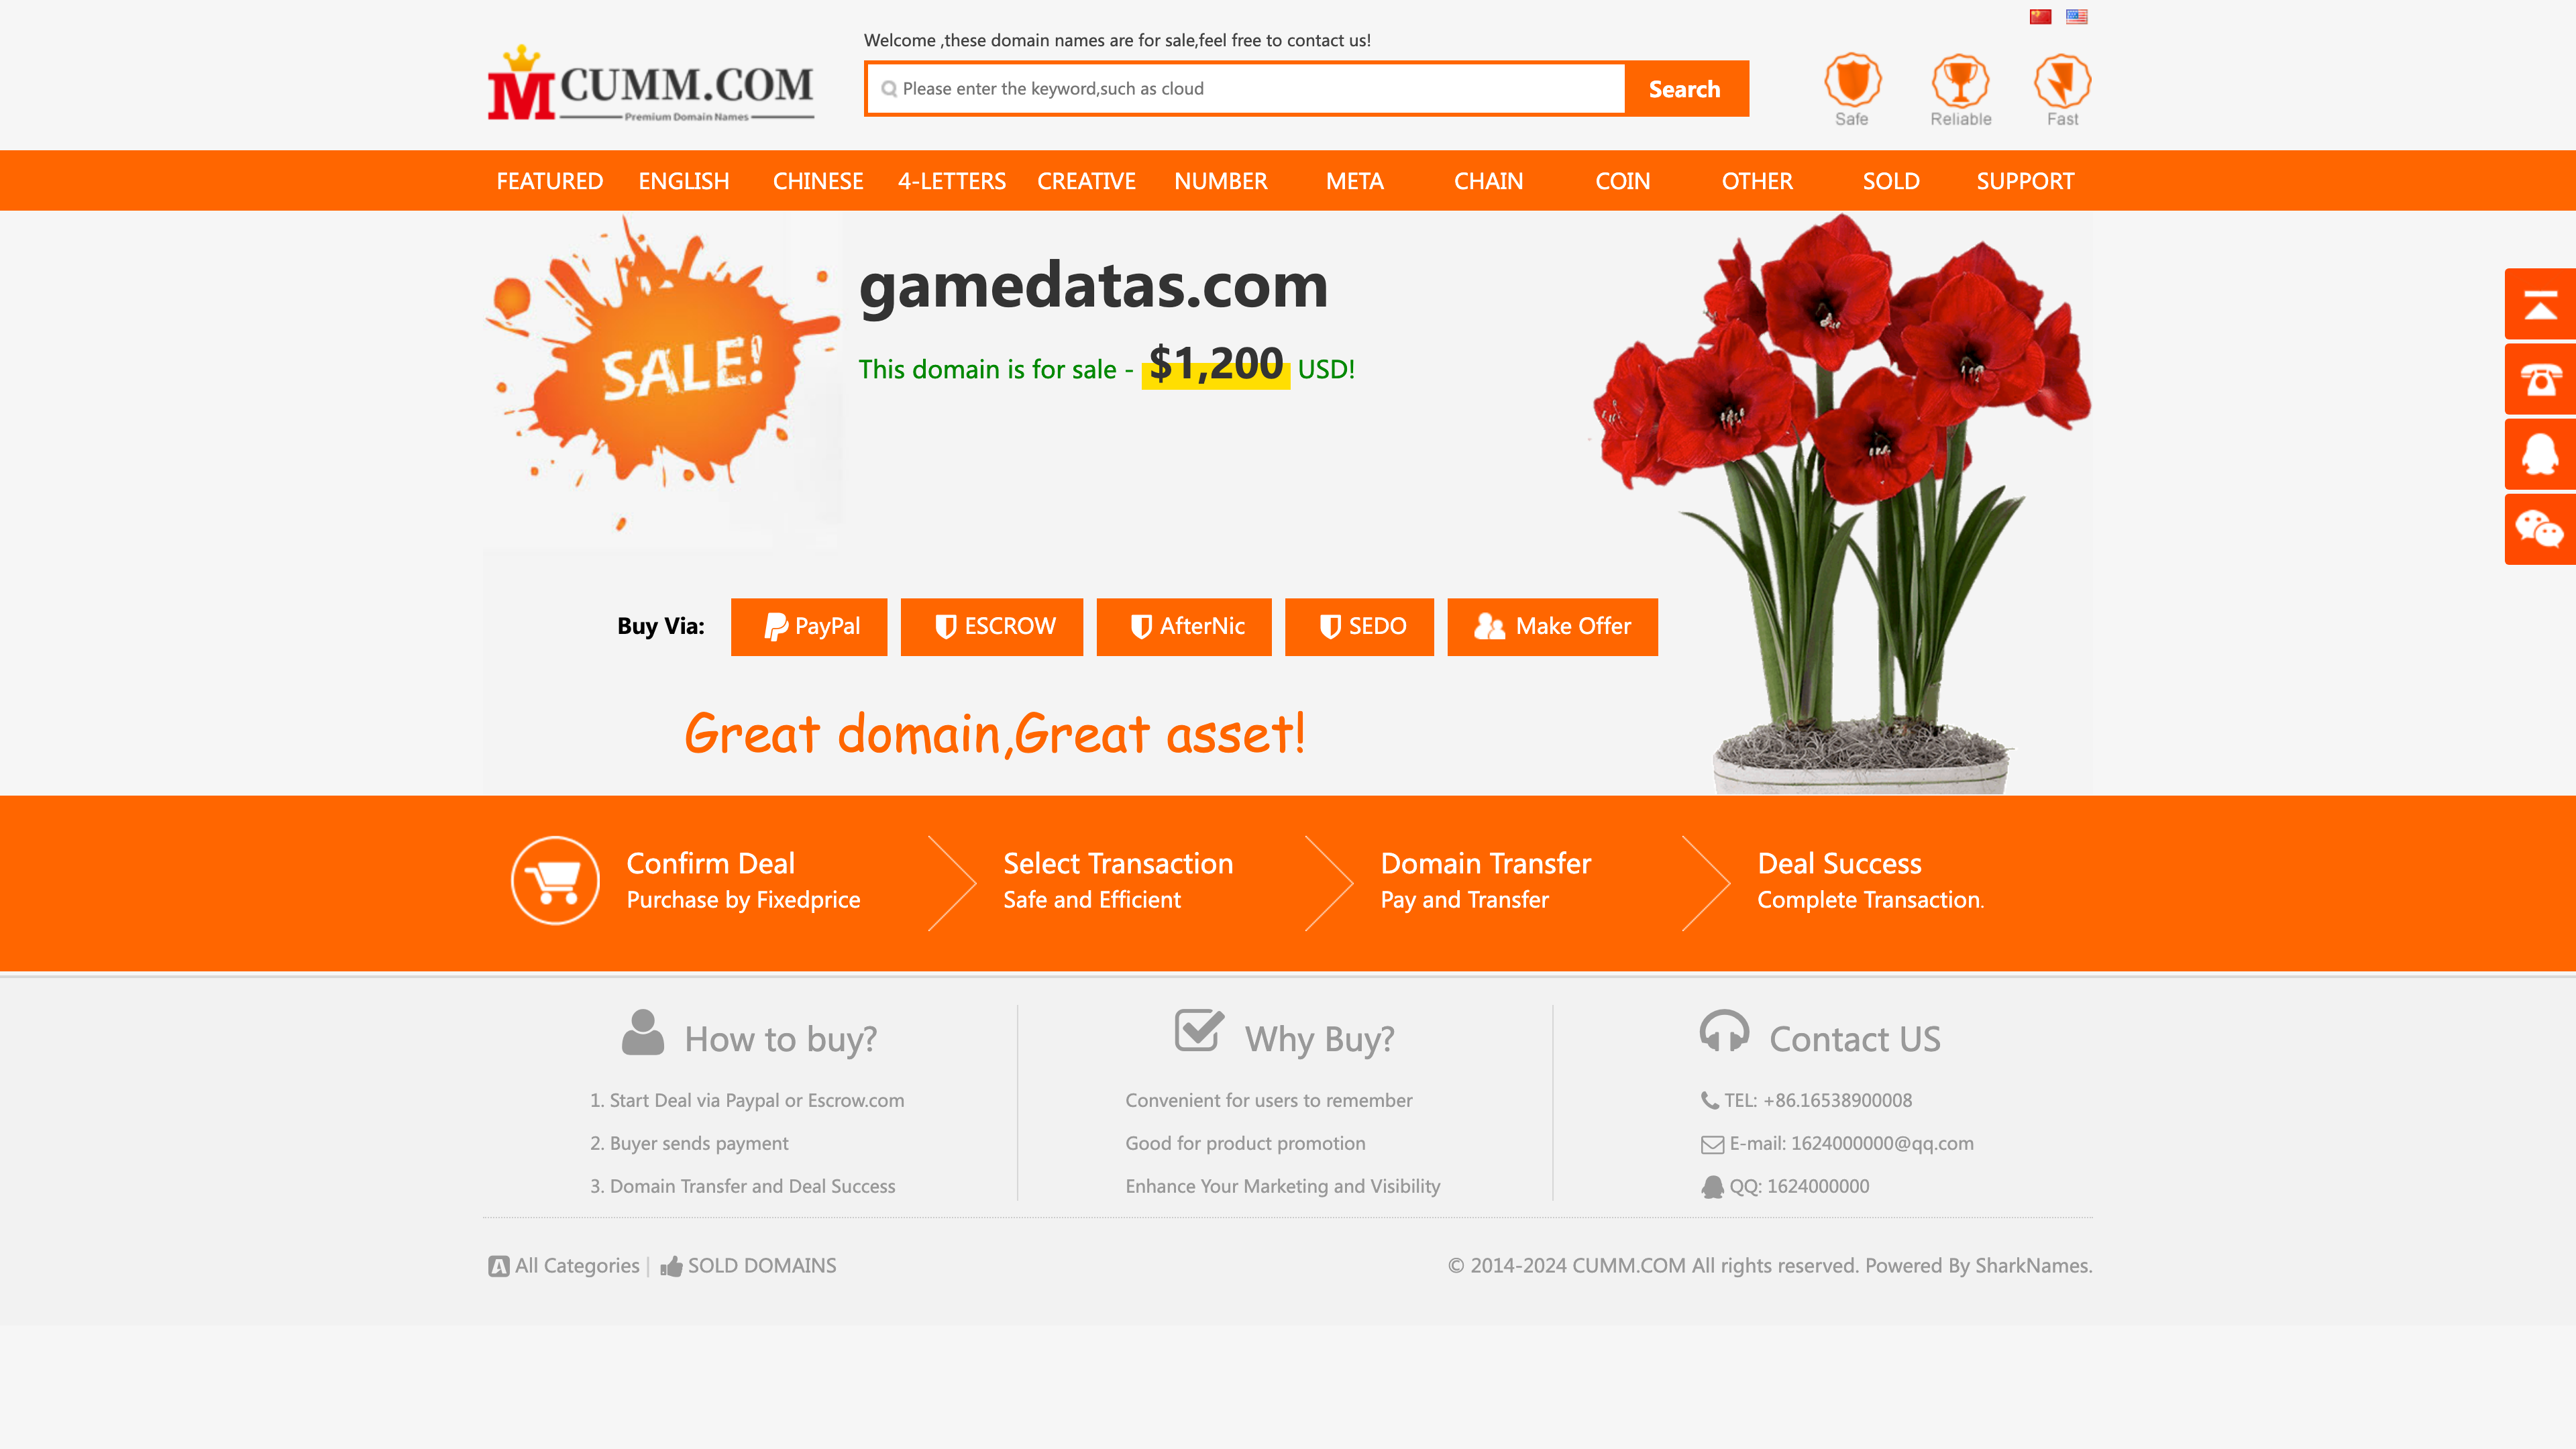 Welcome ,these domain names are for sale,feel free to contact us!
M CUMM.COM
Premium Domain Names
Please enter the keyword,such as cloud
Search
Safe
Reliable
Fast
FEATURED ENGLISH CHINESE 4-LETTERS CREATIVE NUMBER META CHAIN COIN OTHER SOLD SUPPORT
SALE!
gamedatas.com
This domain is for sale - $1,200 USD!
Buy Via: PayPal ESCROW AfterNic SEDO Make Offer
Great domain,Great asset!
Confirm Deal
Purchase by Fixedprice
Select Transaction
Safe and Efficient
Domain Transfer
Pay and Transfer
Deal Success
Complete Transaction.
How to buy?
1. Start Deal via Paypal or Escrow.com
2. Buyer sends payment
3. Domain Transfer and Deal Success
Why Buy?
Convenient for users to remember
Good for product promotion
Enhance Your Marketing and Visibility
Contact US
TEL: +86.16538900008
E-mail: 1624000000@qq.com
QQ: 1624000000
All Categories | SOLD DOMAINS
© 2014-2024 CUMM.COM All rights reserved. Powered By SharkNames.